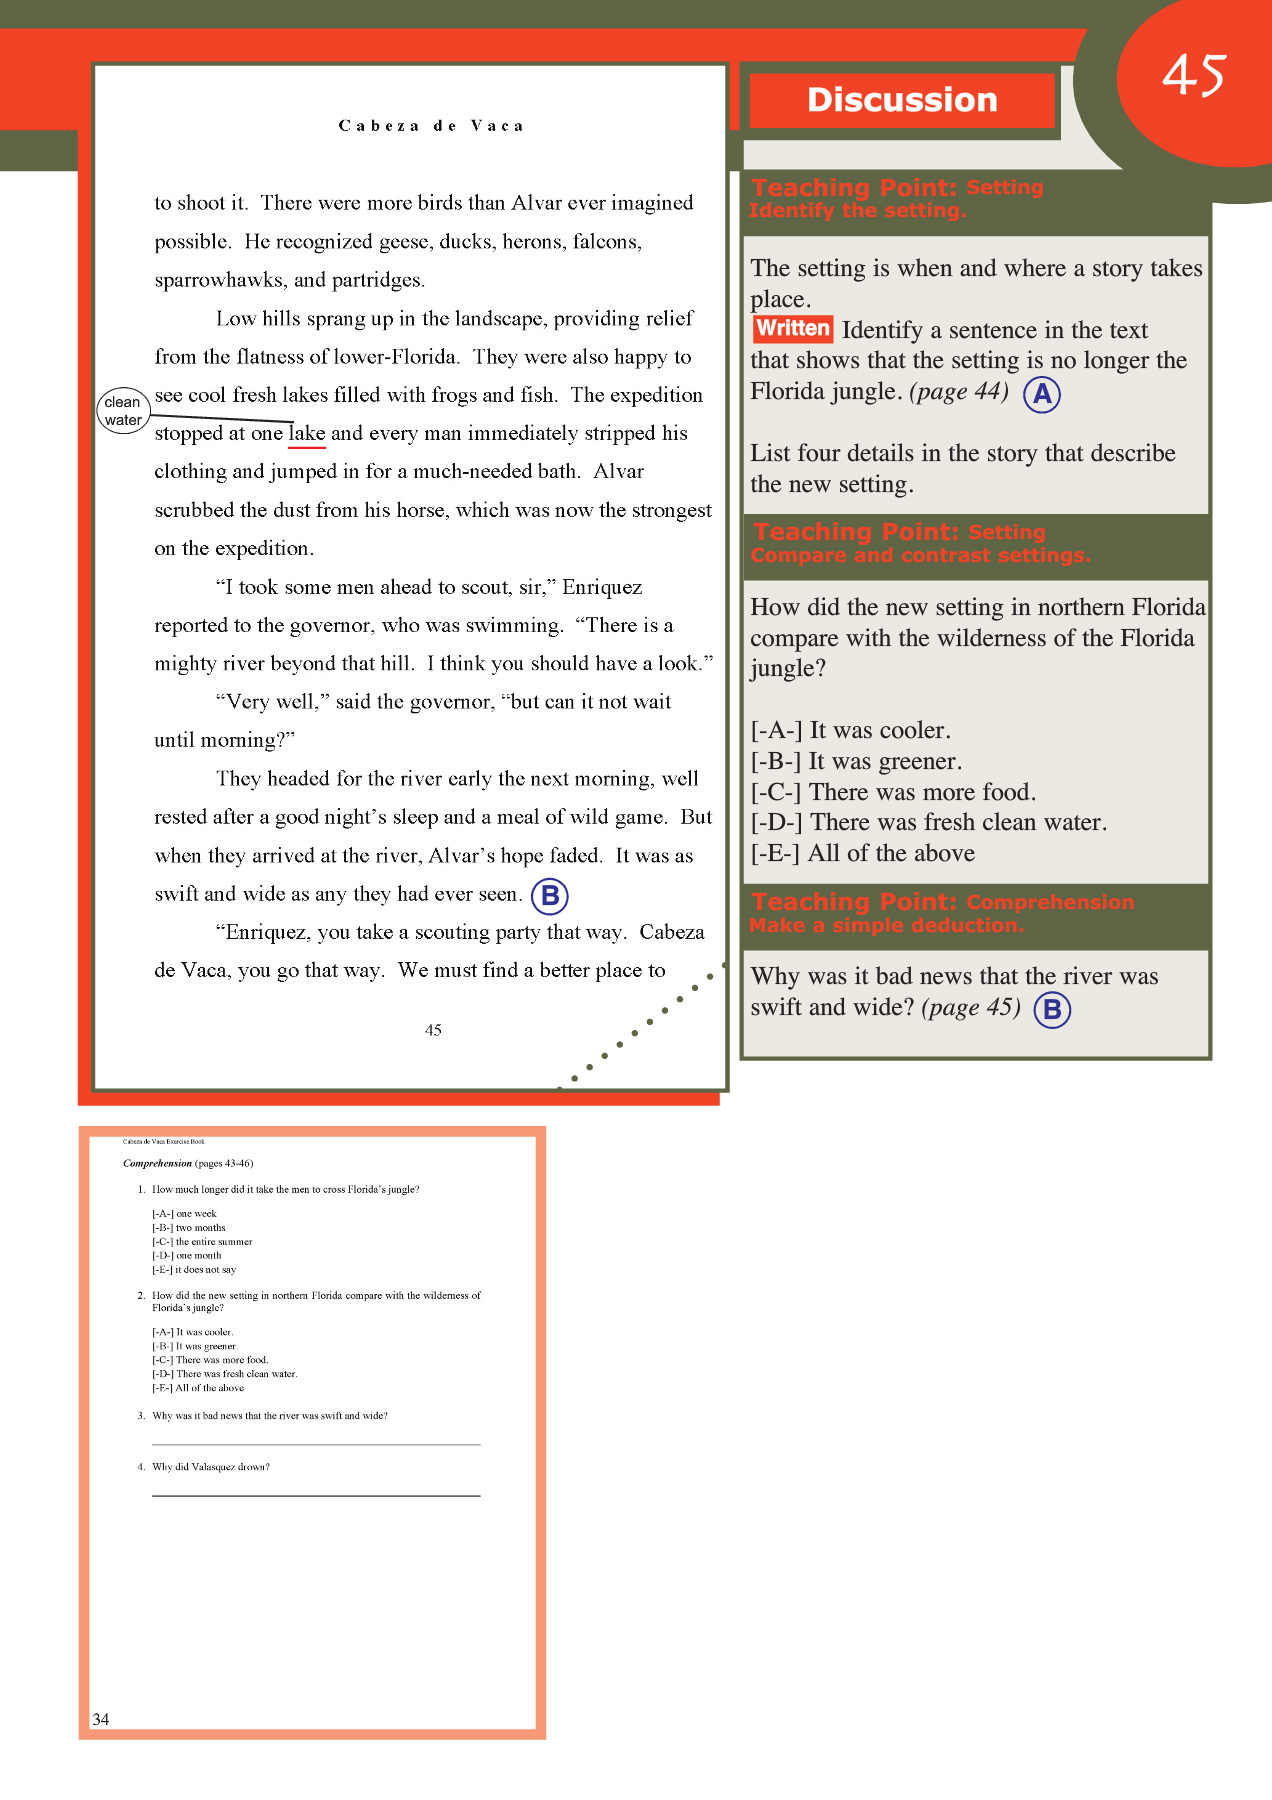 45
Cabeza de Vaca
to shoot it.  There were more birds than Alvar ever imagined
possible.  He recognized geese, ducks, herons, falcons,
sparrowhawks, and partridges.
Low hills sprang up in the landscape, providing relief
from the flatness of lower-Florida.  They were also happy to
see cool fresh lakes filled with frogs and fish.  The expedition
clean
water
stopped at one lake and every man immediately stripped his
clothing and jumped in for a much-needed bath.  Alvar
scrubbed the dust from his horse, which was now the strongest
on the expedition.
“I took some men ahead to scout, sir,” Enriquez
reported to the governor, who was swimming.  “There is a
mighty river beyond that hill.  I think you should have a look.”
“Very well,” said the governor, “but can it not wait
until morning?”
They headed for the river early the next morning, well
rested after a good night’s sleep and a meal of wild game.  But
when they arrived at the river, Alvar’s hope faded.  It was as
swift and wide as any they had ever seen. B
“Enriquez, you take a scouting party that way.  Cabeza
de Vaca, you go that way.  We must find a better place to
45
Discussion
Teaching Point: Setting
Identify the setting.
The setting is when and where a story takes
place.
Written Identify a sentence in the text
that shows that the setting is no longer the
Florida jungle. (page 44) A
List four details in the story that describe
the new setting.
Teaching Point: Setting
Compare and contrast settings.
How did the new setting in northern Florida
compare with the wilderness of the Florida
jungle?
[-A-] It was cooler.
[-B-] It was greener.
[-C-] There was more food.
[-D-] There was fresh clean water.
[-E-] All of the above
Teaching Point: Comprehension
Make a simple deduction.
Why was it bad news that the river was
swift and wide? (page 45) B
Cabeza de Vaca Exercise Book
Comprehension (pages 43-46)
1. How much longer did it take the men to cross Florida’s jungle?
[-A-] one week
[-B-] two months
[-C-] the entire summer
[-D-] one month
[-E-] it does not say
2. How did the new setting in northern Florida compare with the wilderness of
Florida’s jungle?
[-A-] It was cooler.
[-B-] It was greener.
[-C-] There was more food.
[-D-] There was fresh clean water.
[-E-] All of the above
3. Why was it bad news that the river was swift and wide?
4. Why did Valasquez drown?
34